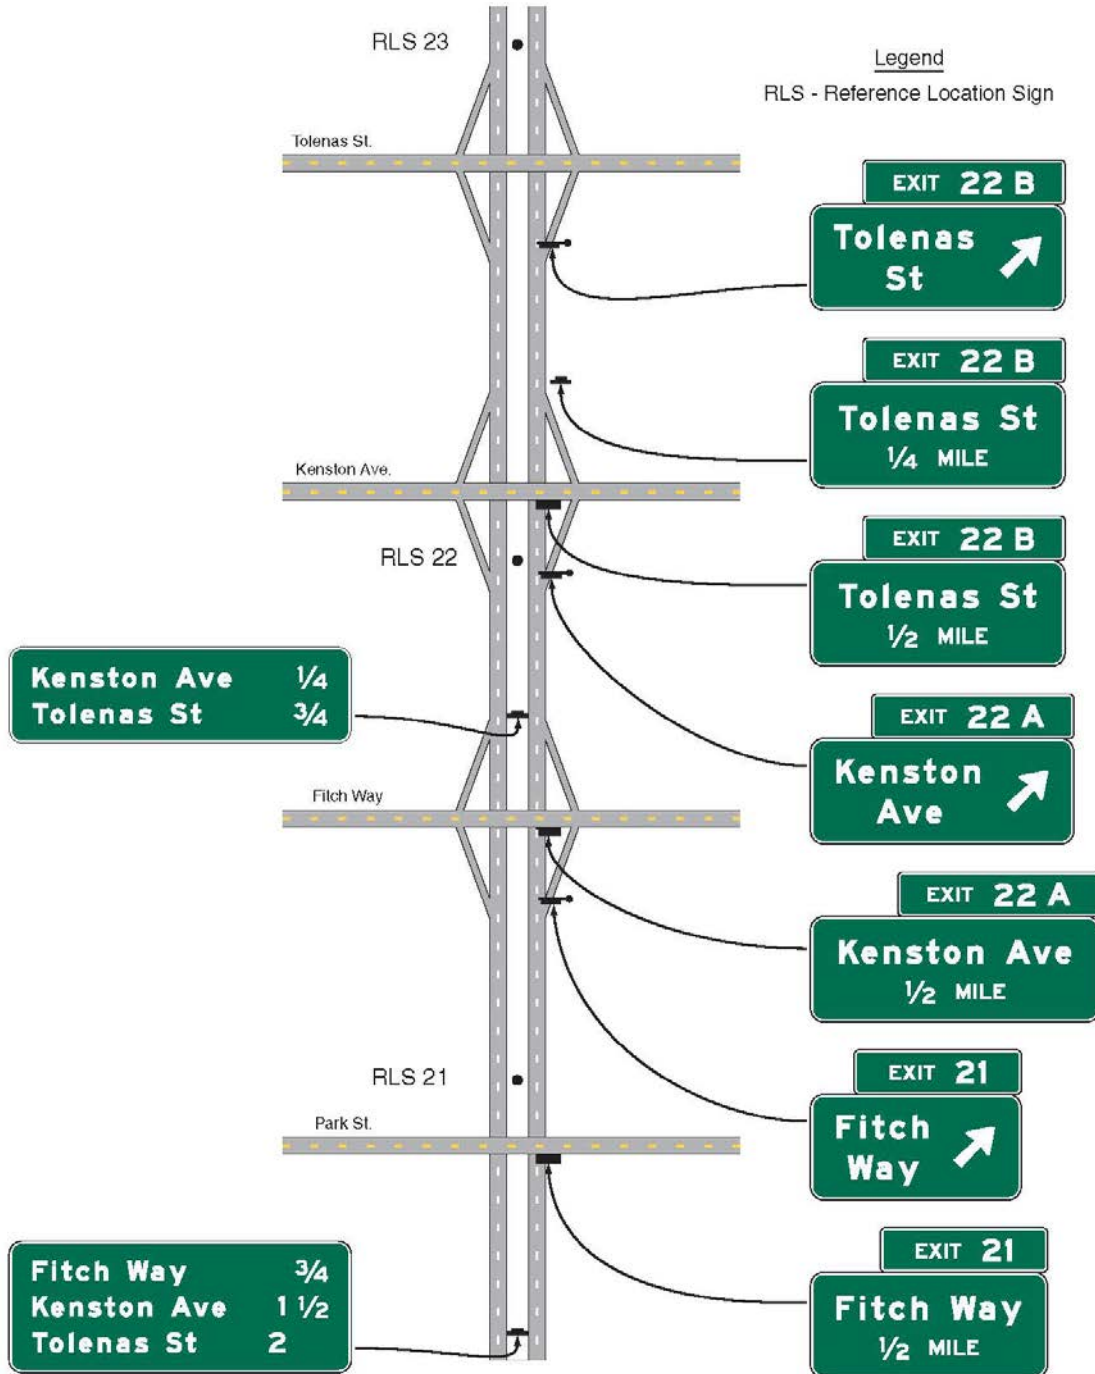 RLS 23
Legend
RLS - Reference Location Sign
Tolenas St.
EXIT 22 B
Tolenas
St
EXIT 22 B
Tolenas St
1/4 MILE
Kenston Ave.
EXIT 22 B
Tolenas St
1/2 MILE
RLS 22
Kenston Ave 1/4
Tolenas St 3/4
EXIT 22 A
Kenston
Ave
Fitch Way
EXIT 22 A
Kenston Ave
1/2 MILE
RLS 21
EXIT 21
Fitch
Way
Park St.
EXIT 21
Fitch Way
1/2 MILE
Fitch Way 3/4
Kenston Ave 1 1/2
Tolenas St 2